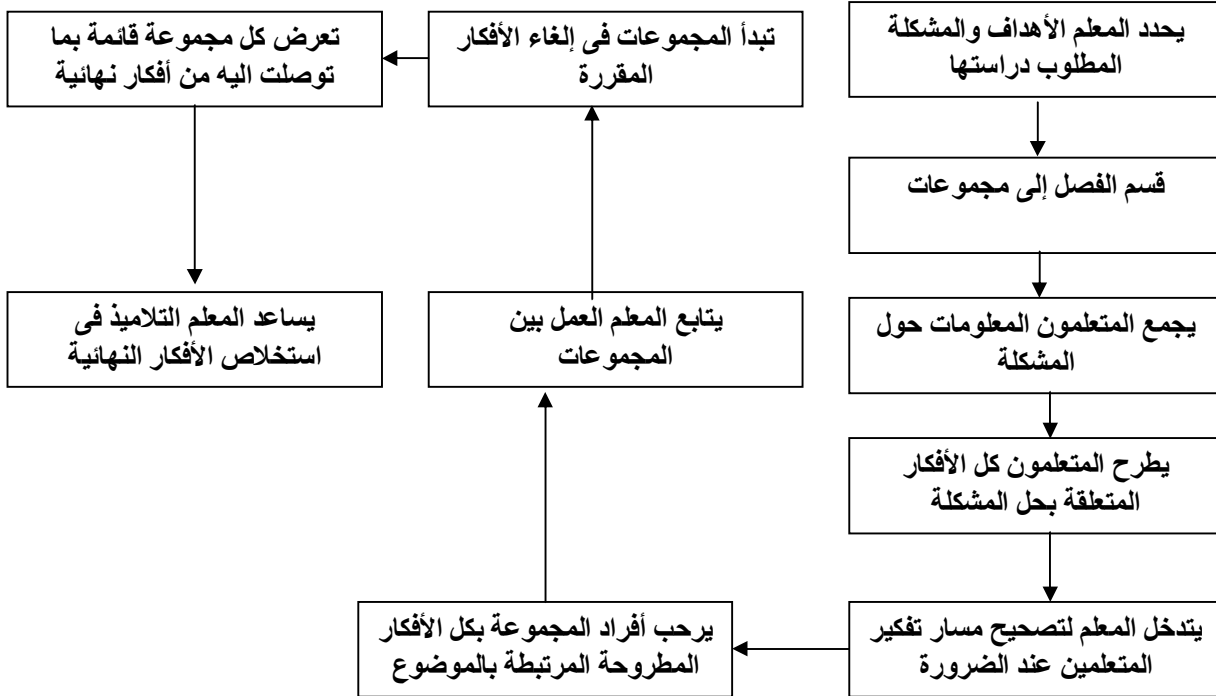 يحدد المعلم الأهداف والمشكلة
المطلوب دراستها
قسم الفصل إلى مجموعات
يجمع المتعلمون المعلومات حول
المشكلة
يطرح المتعلمون كل الأفكار
المتعلقة بحل المشكلة
يتدخل المعلم لتصحيح مسار تفكير
المتعلمين عند الضرورة
يرحب أفراد المجموعة بكل الأفكار
المطروحة المرتبطة بالموضوع
يتابع المعلم العمل بين
المجموعات
تبدأ المجموعات فى إلغاء الأفكار
المقررة
تعرض كل مجموعة قائمة بما
توصلت اليه من أفكار نهائية
يساعد المعلم التلاميذ فى
استخلاص الأفكار النهائية